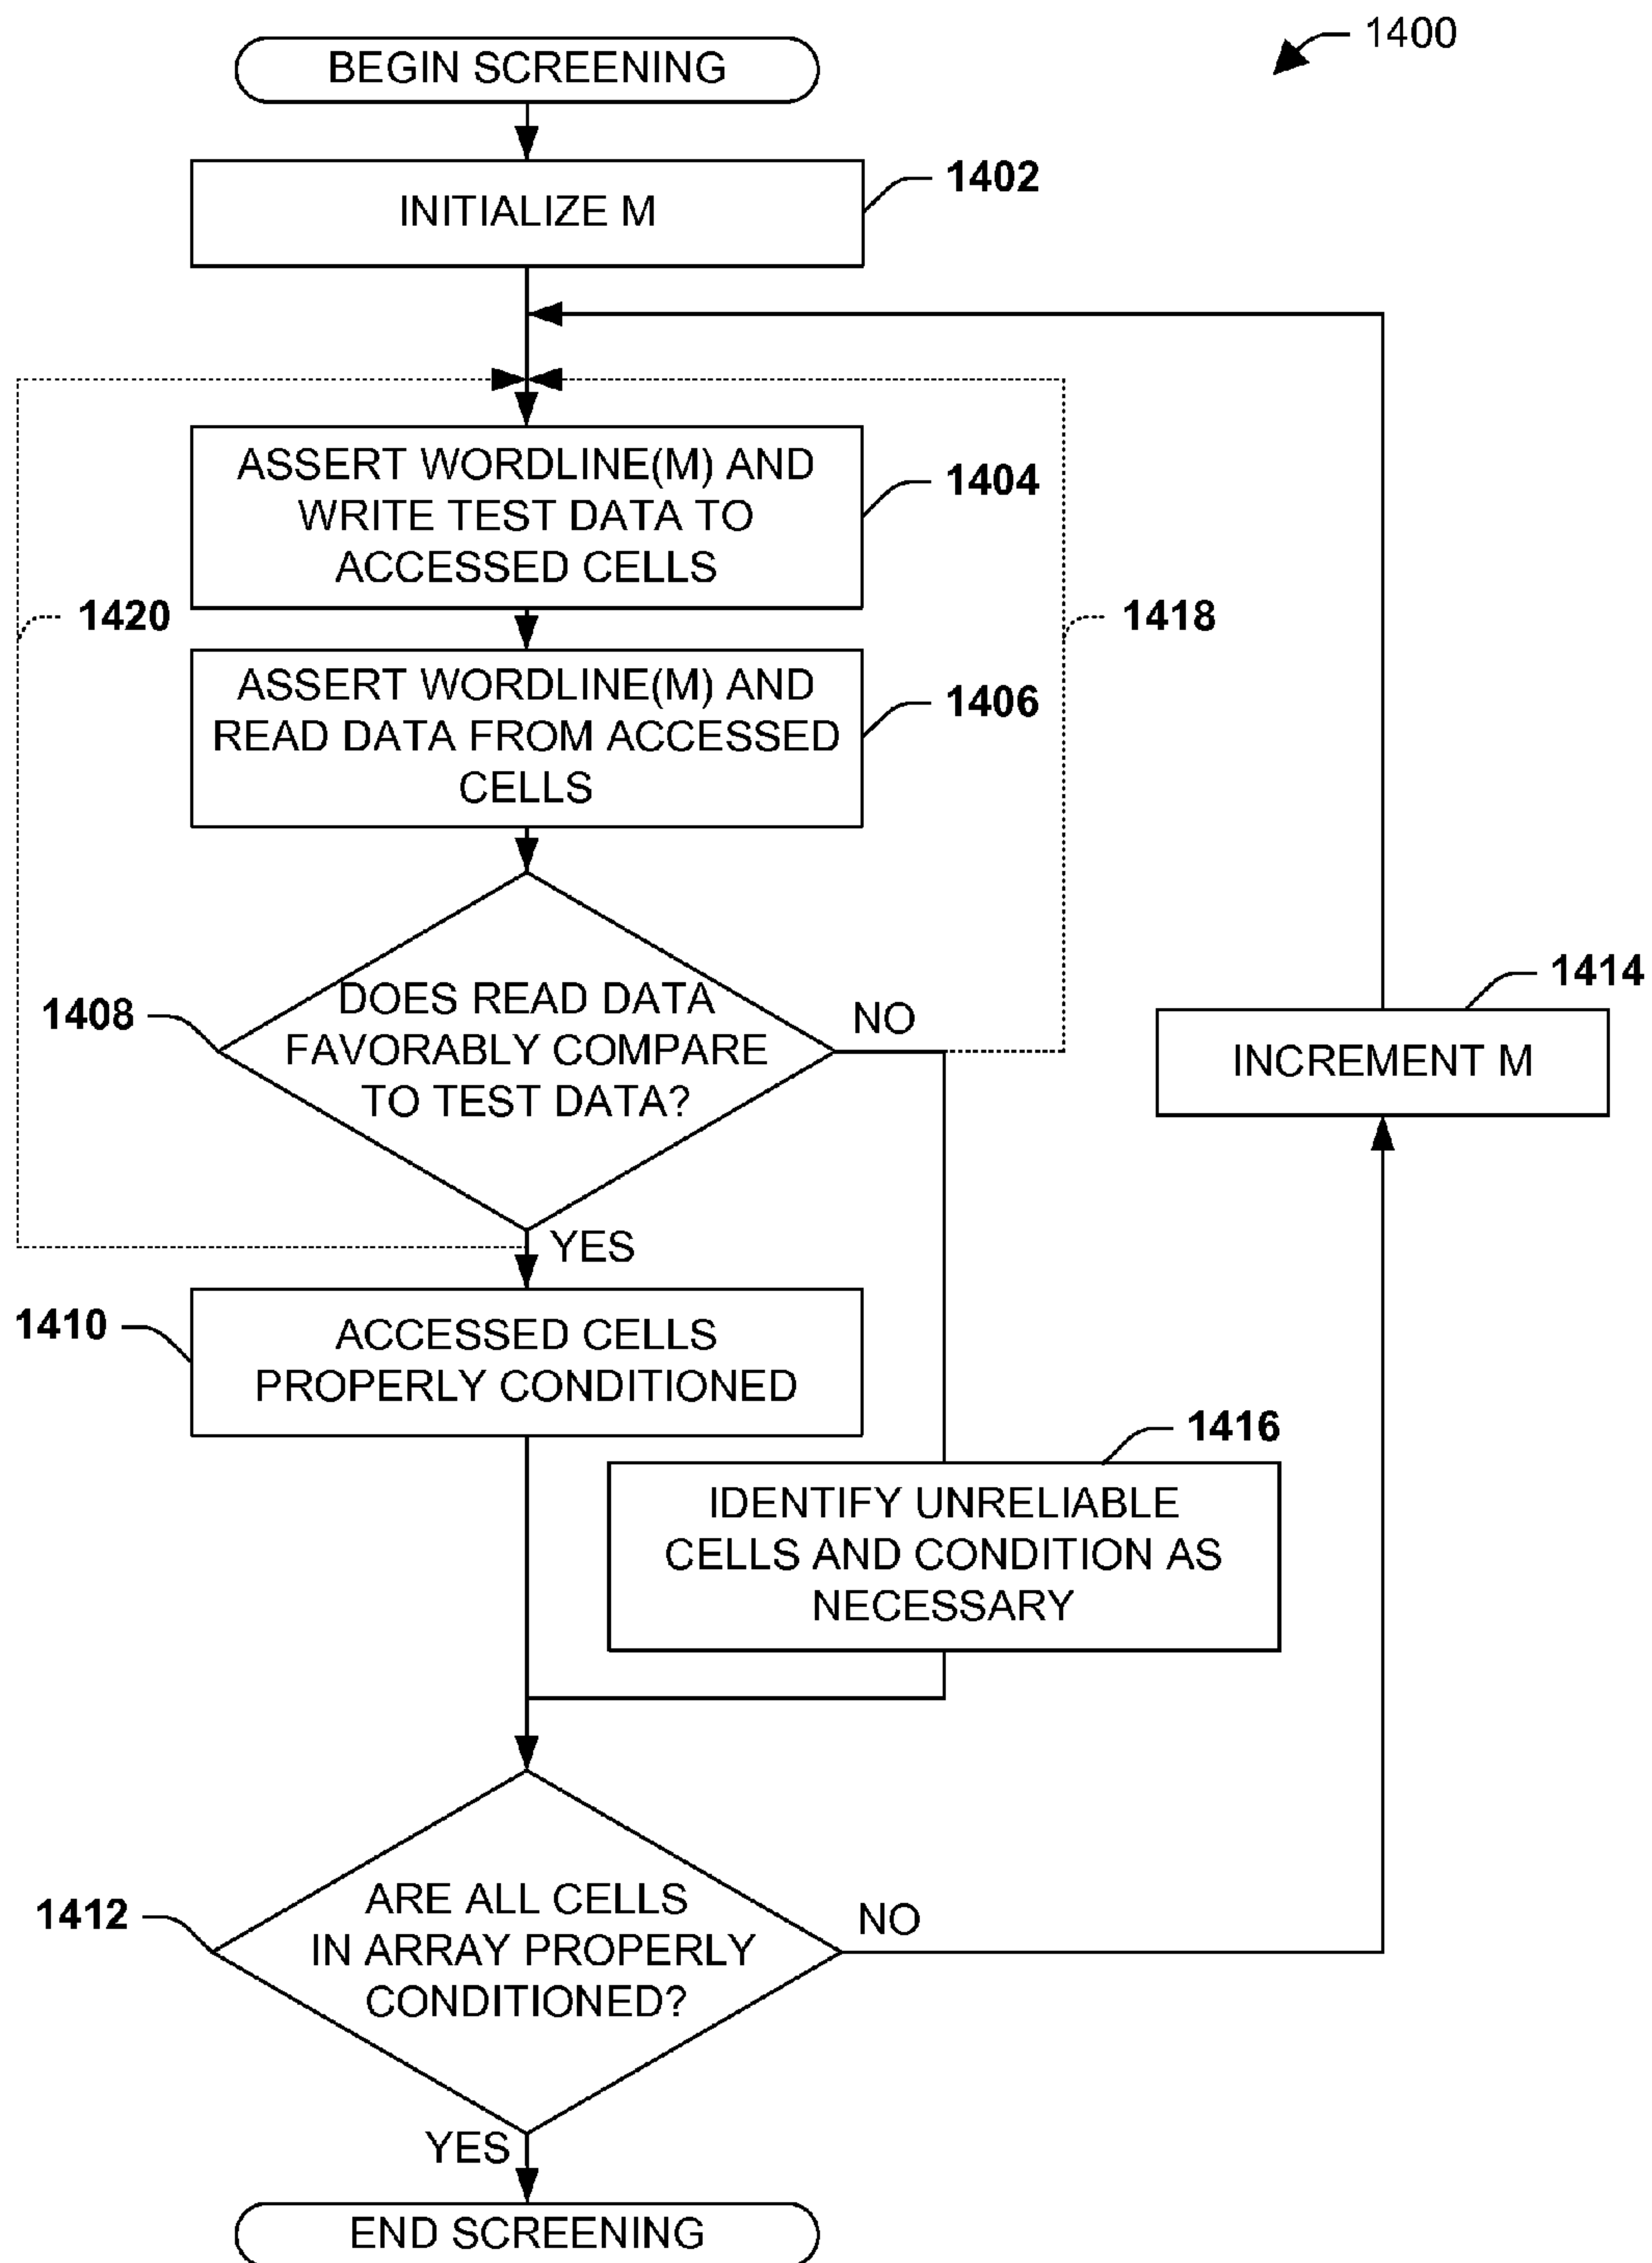 1400
BEGIN SCREENING
1402
INITIALIZE M
ASSERT WORDLINE(M) AND
WRITE TEST DATA TO
ACCESSED CELLS
1404
1420
1418
ASSERT WORDLINE(M) AND
READ DATA FROM ACCESSED
CELLS
1406
1408
DOES READ DATA
FAVORABLY COMPARE
TO TEST DATA?
NO
1414
INCREMENT M
YES
1410
ACCESSED CELLS
PROPERLY CONDITIONED
1416
IDENTIFY UNRELIABLE
CELLS AND CONDITION AS
NECESSARY
1412
ARE ALL CELLS
IN ARRAY PROPERLY
CONDITIONED?
NO
YES
END SCREENING